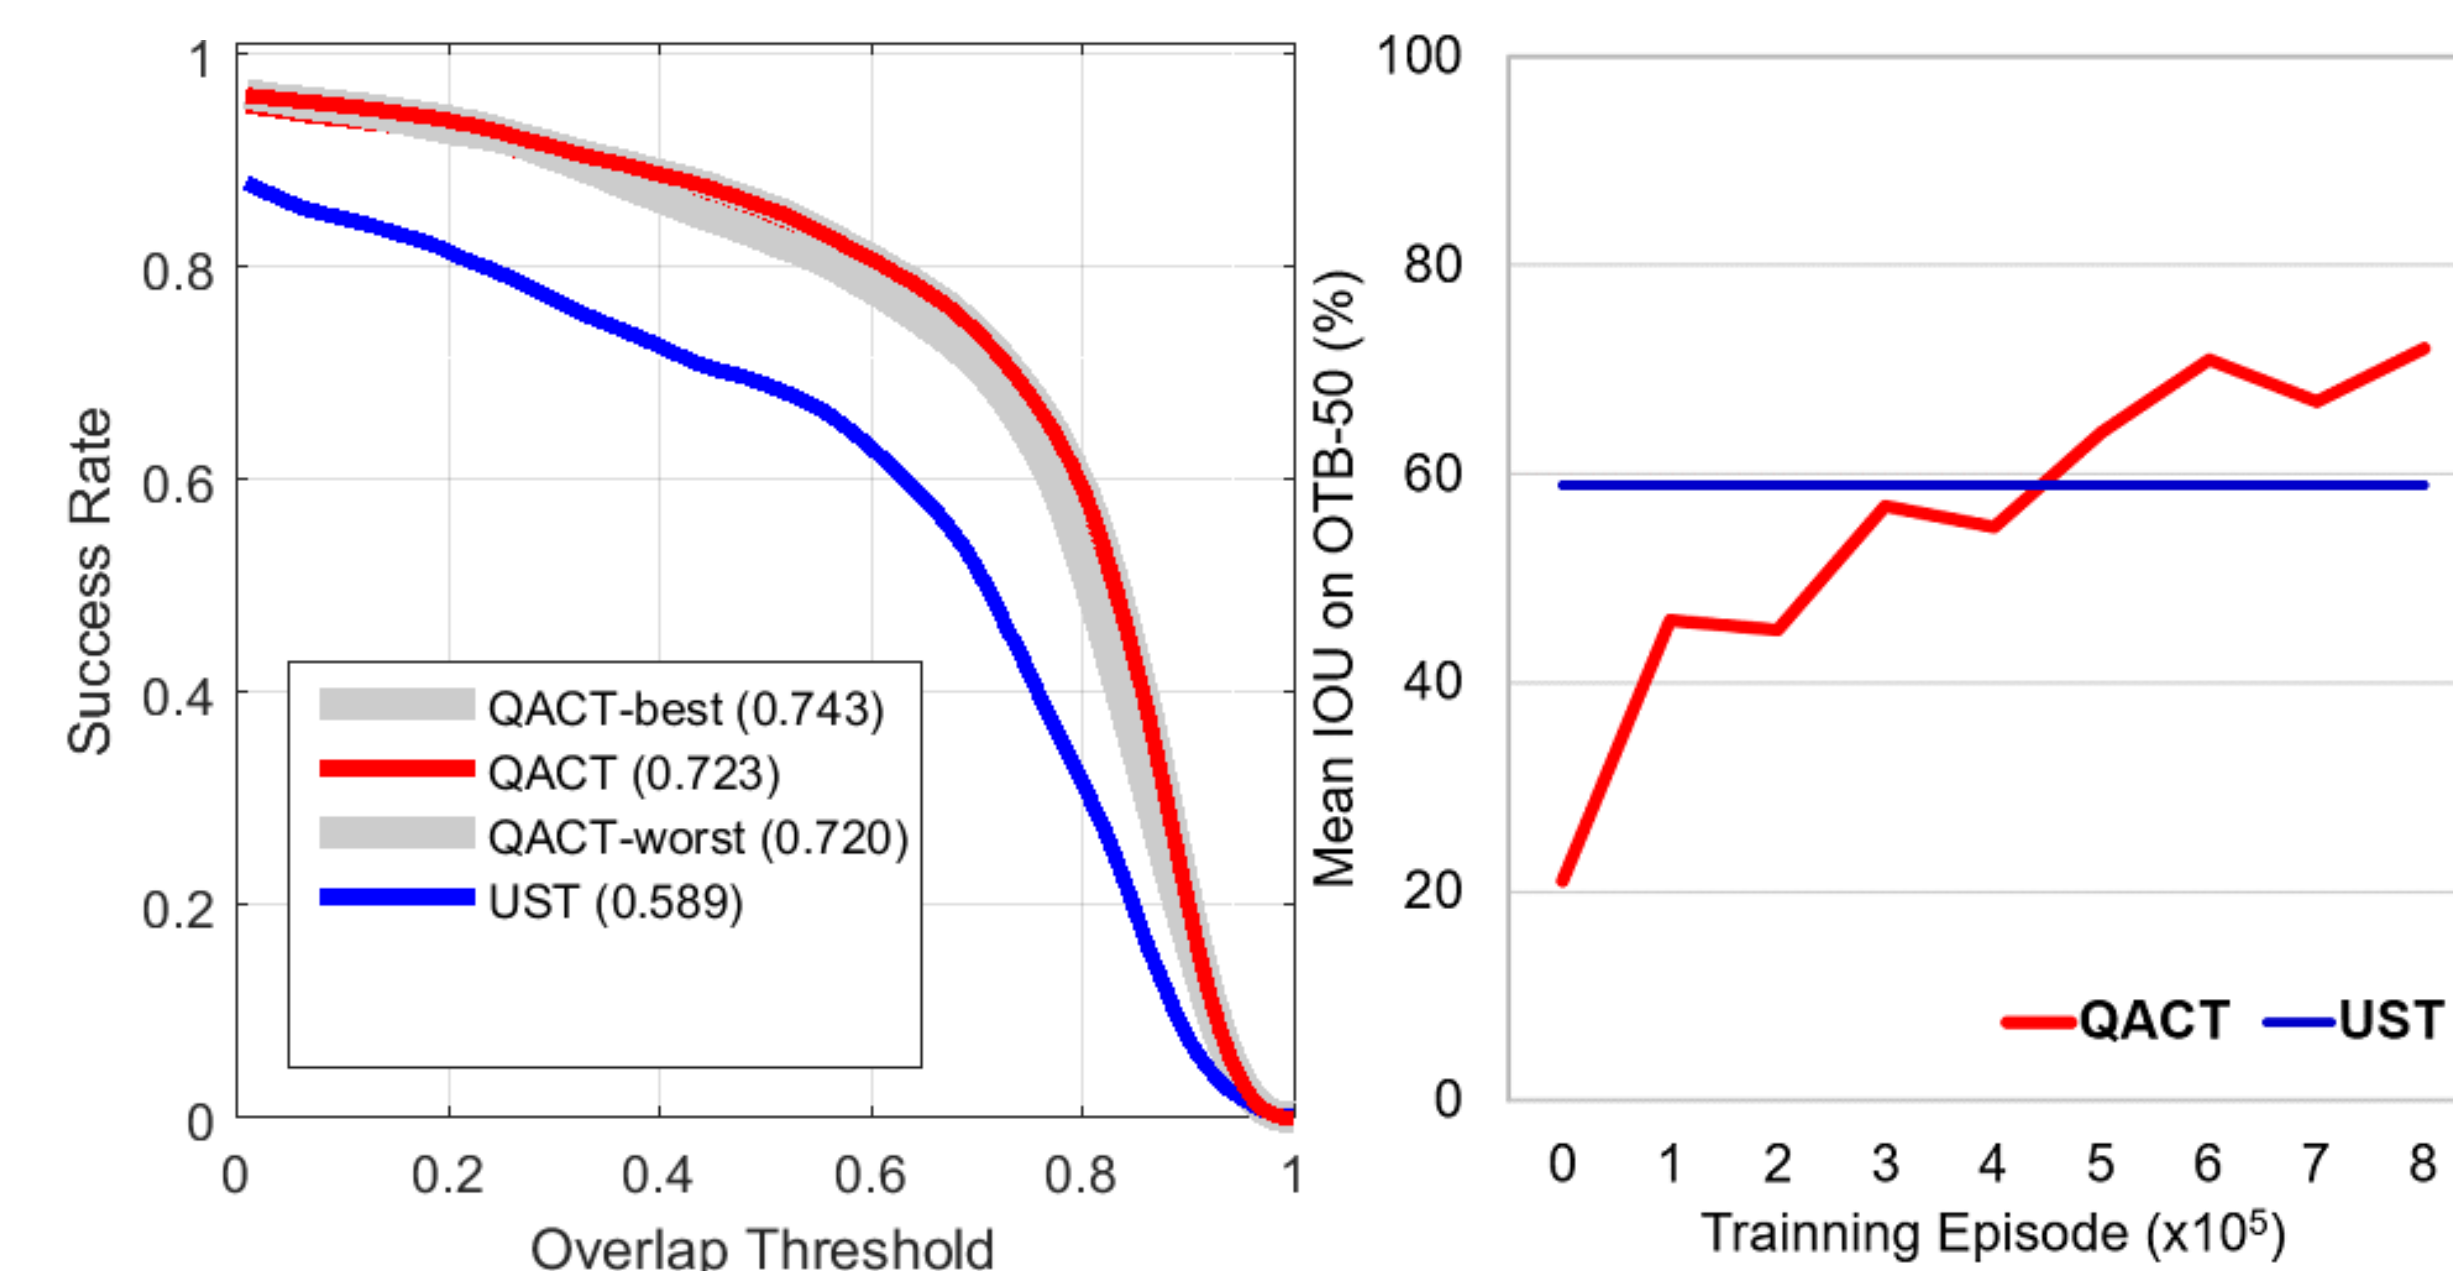 Success Rate
1
0.8
0.6
0.4
0.2
0
0 0.2 0.4 0.6 0.8 1
Overlap Threshold
QACT-best (0.743)
QACT (0.723)
QACT-worst (0.720)
UST (0.589)
Mean IOU on OTB-50 (%)
100
80
60
40
20
0
QACT UST
0 1 2 3 4 5 6 7 8
Trainning Episode (x10⁵)